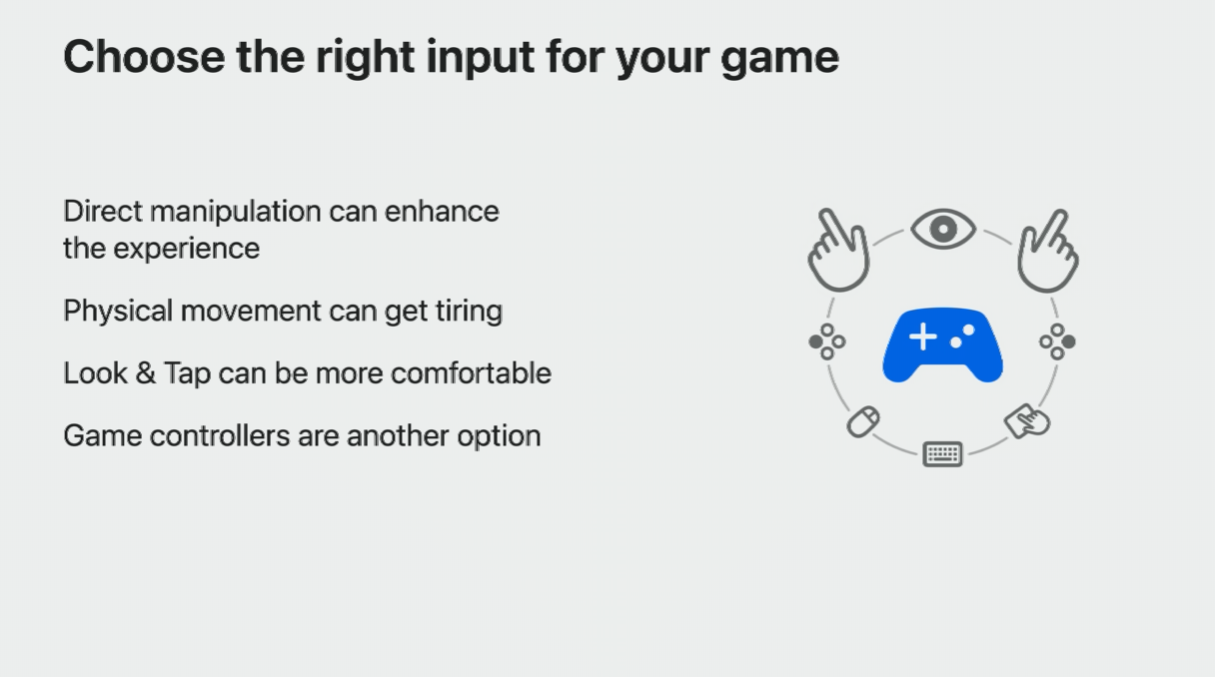 Choose the right input for your game
Direct manipulation can enhance
the experience
Physical movement can get tiring
Look & Tap can be more comfortable
Game controllers are another option